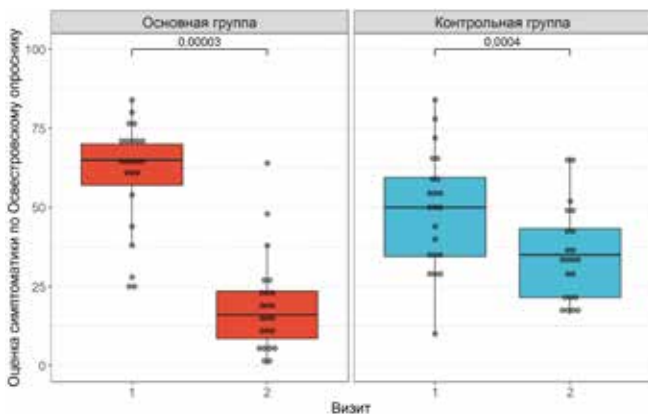 Основная группа
Контрольная группа
0.00003
0,0004
Оценка симптоматики по Освестровскому опроснику
100
75
50
25
0
1
2
1
2
Визит